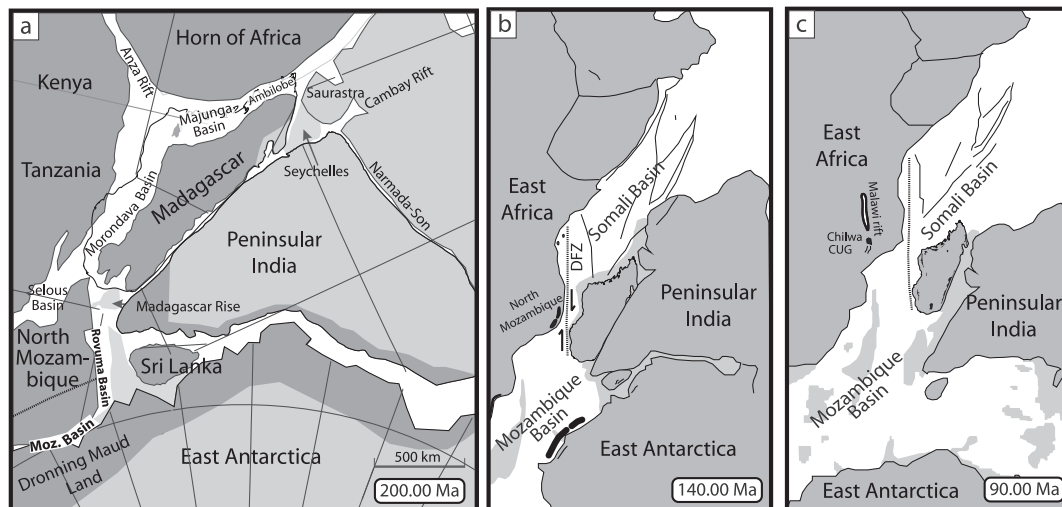 a
Horn of Africa
Anza Rift
Kenya
Ambilobe
Majunga
Basin
Saurastra
Cambay Rift
Tanzania
Madagascar
Seychelles
Morondava Basin
Narmada-Son
Peninsular
India
Selous
Basin
Madagascar Rise
North
Mozam-
bique
Rovuma Basin
Sri Lanka
Moz. Basin
Dronning Maud
Land
East Antarctica
500 km
200.00 Ma
b
East
Africa
Somali Basin
DFZ
North
Mozambique
Peninsular
India
Mozambique
Basin
East Antarctica
140.00 Ma
c
East
Africa
Malawi rift
Somali Basin
Chilwa
CUG
Peninsular
India
Mozambique
Basin
East Antarctica
90.00 Ma